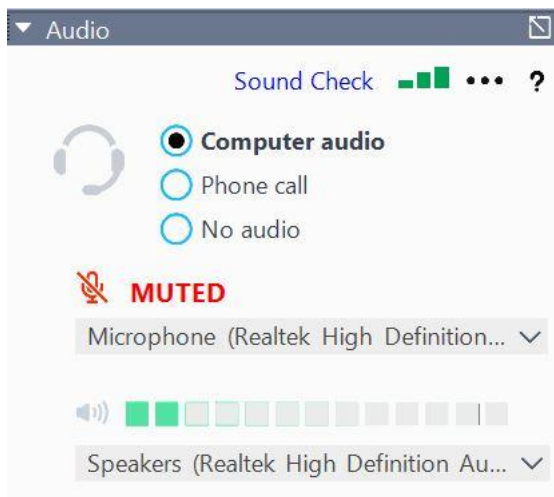 Audio
Sound Check ?
Computer audio
Phone call
No audio
MUTED
Microphone (Realtek High Definition...
Speakers (Realtek High Definition Au...